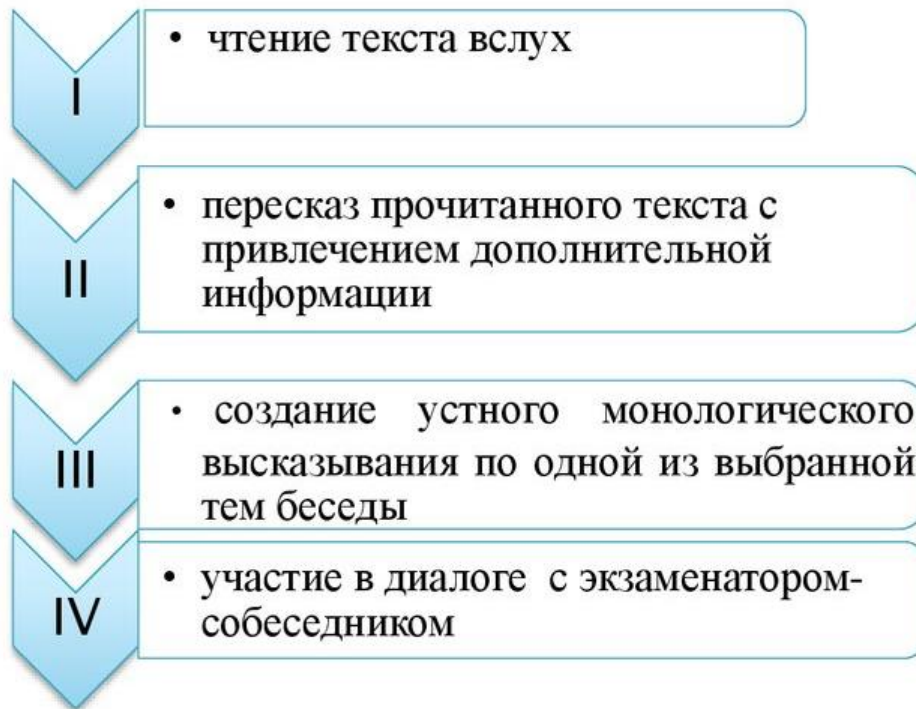 I
• чтение текста вслух
II
• пересказ прочитанного текста с
привлечением дополнительной
информации
III
• создание устного монологического
высказывания по одной из выбранной
тем беседы
IV
• участие в диалоге с экзаменатором-
собеседником